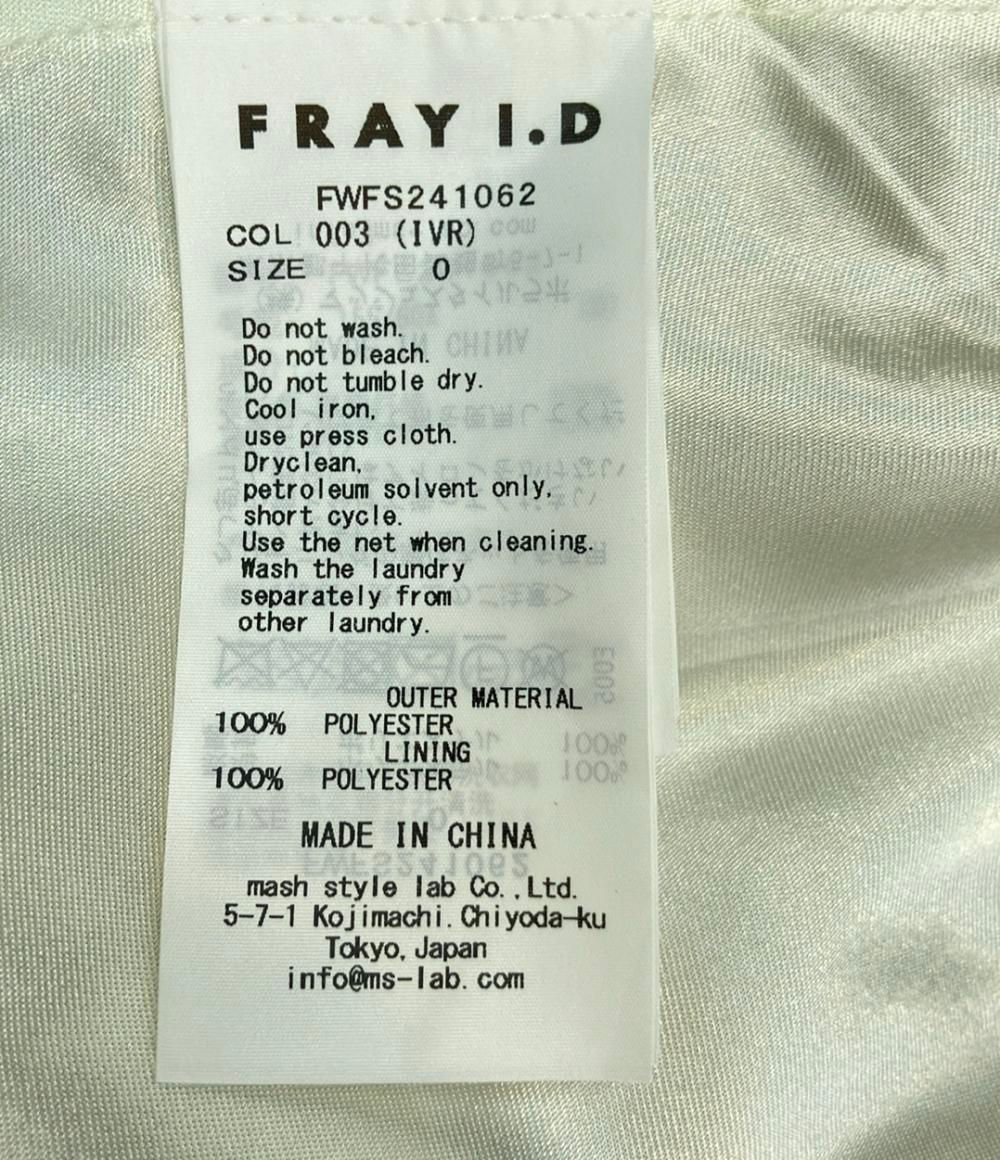 FRAY I.D
FWFS241062
COL 003 (IVR)
SIZE 0
Do not wash.
Do not bleach.
Do not tumble dry.
Cool iron,
use press cloth.
Dryclean,
petroleum solvent only,
short cycle.
Use the net when cleaning.
Wash the laundry
separately from
other laundry.
OUTER MATERIAL
100% POLYESTER
LINING
100% POLYESTER
MADE IN CHINA
mash style lab Co.,Ltd.
5-7-1 Kojimachi.Chiyoda-ku
Tokyo, Japan
info@ms-lab.com